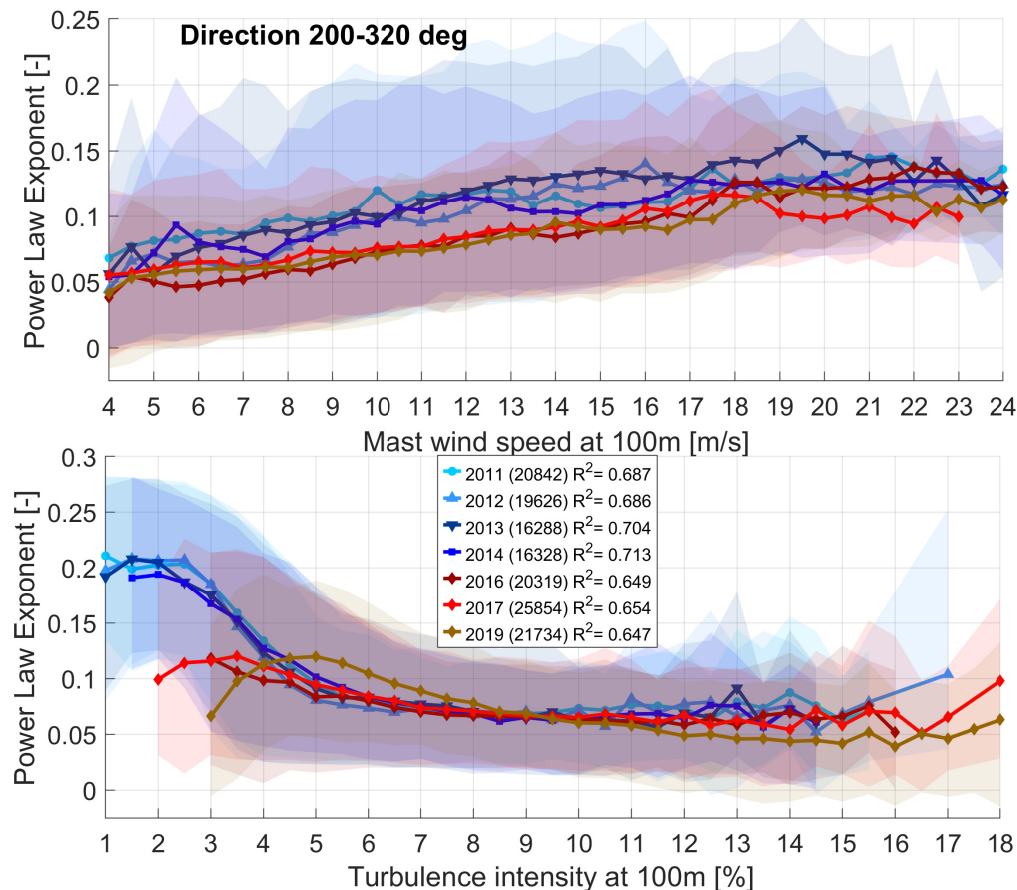 Direction 200-320 deg
Power Law Exponent [-]
0.25
0.2
0.15
0.1
0.05
0
4 5 6 7 8 9 10 11 12 13 14 15 16 17 18 19 20 21 22 23 24
Mast wind speed at 100m [m/s]
Power Law Exponent [-]
0.3
0.25
0.2
0.15
0.1
0.05
0
2011 (20842) R²= 0.687
2012 (19626) R²= 0.686
2013 (16288) R²= 0.704
2014 (16328) R²= 0.713
2016 (20319) R²= 0.649
2017 (25854) R²= 0.654
2019 (21734) R²= 0.647
1 2 3 4 5 6 7 8 9 10 11 12 13 14 15 16 17 18
Turbulence intensity at 100m [%]